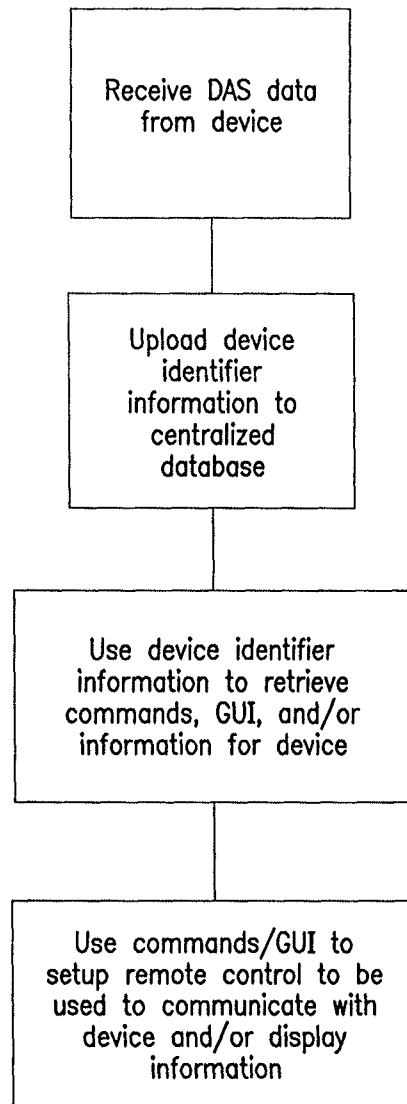 Receive DAS data
from device
Upload device
identifier
information to
centralized
database
Use device identifier
information to retrieve
commands, GUI, and/or
information for device
Use commands/GUI to
setup remote control to be
used to communicate with
device and/or display
information